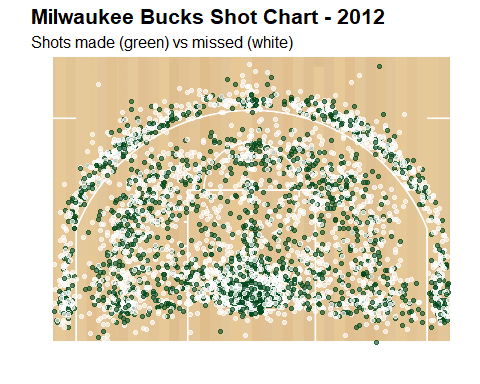 Milwaukee Bucks Shot Chart - 2012
Shots made (green) vs missed (white)